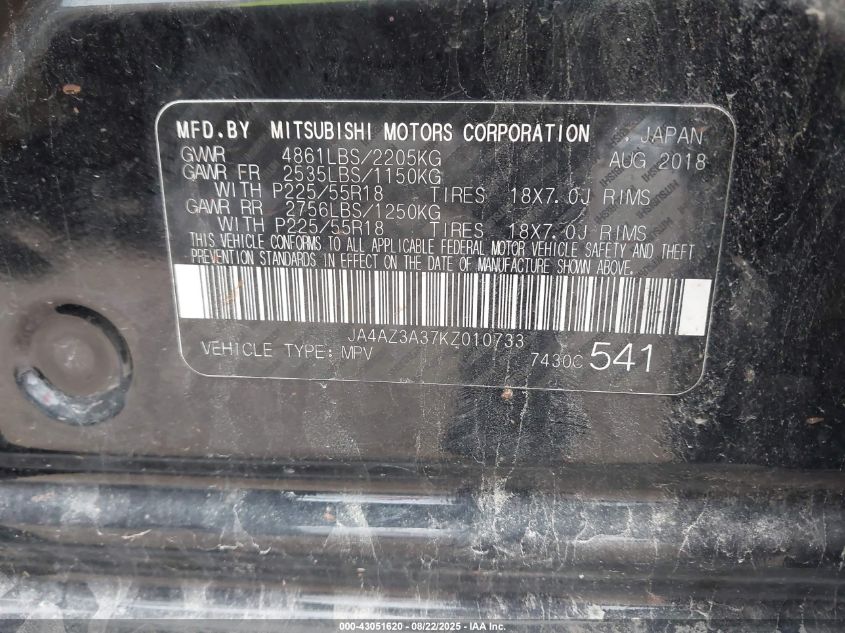 MFD.BY MITSUBISHI MOTORS CORPORATION JAPAN
GVWR 4861LBS/2205KG AUG 2018
GAWR FR 2535LBS/1150KG
WITH P225/55R18 TIRES 18X7.0J RIMS
GAWR RR 2756LBS/1250KG
WITH P225/55R18 TIRES 18X7.0J RIMS
THIS VEHICLE CONFORMS TO ALL APPLICABLE FEDERAL MOTOR VEHICLE SAFETY AND THEFT
PREVENTION STANDARDS IN EFFECT ON THE DATE OF MANUFACTURE SHOWN ABOVE.
JA4AZ3A37KZ010733
VEHICLE TYPE: MPV 7430C 541
000-43051620 - 08/22/2025 - IAA, Inc.